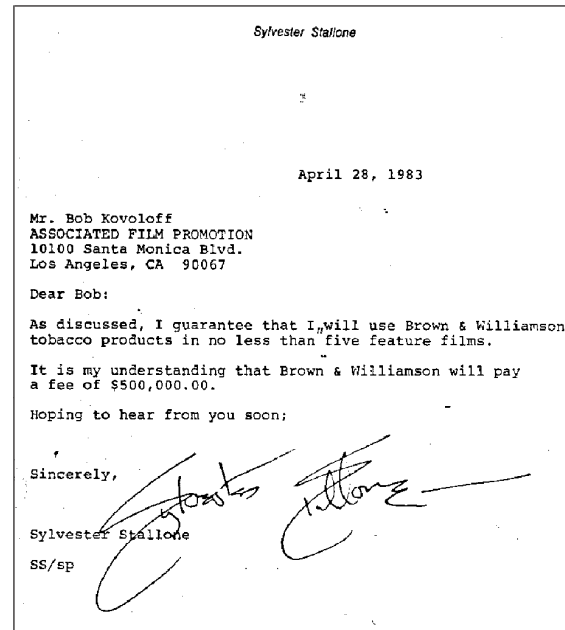 Sylvester Stallone
April 28, 1983
Mr. Bob Kovoloff
ASSOCIATED FILM PROMOTION
10100 Santa Monica Blvd.
Los Angeles, CA 90067
Dear Bob:
As discussed, I guarantee that I will use Brown & Williamson
tobacco products in no less than five feature films.
It is my understanding that Brown & Williamson will pay
a fee of $500,000.00.
Hoping to hear from you soon;
Sincerely,
Sylvester Stallone
Sylvester Stallone
SS/sp